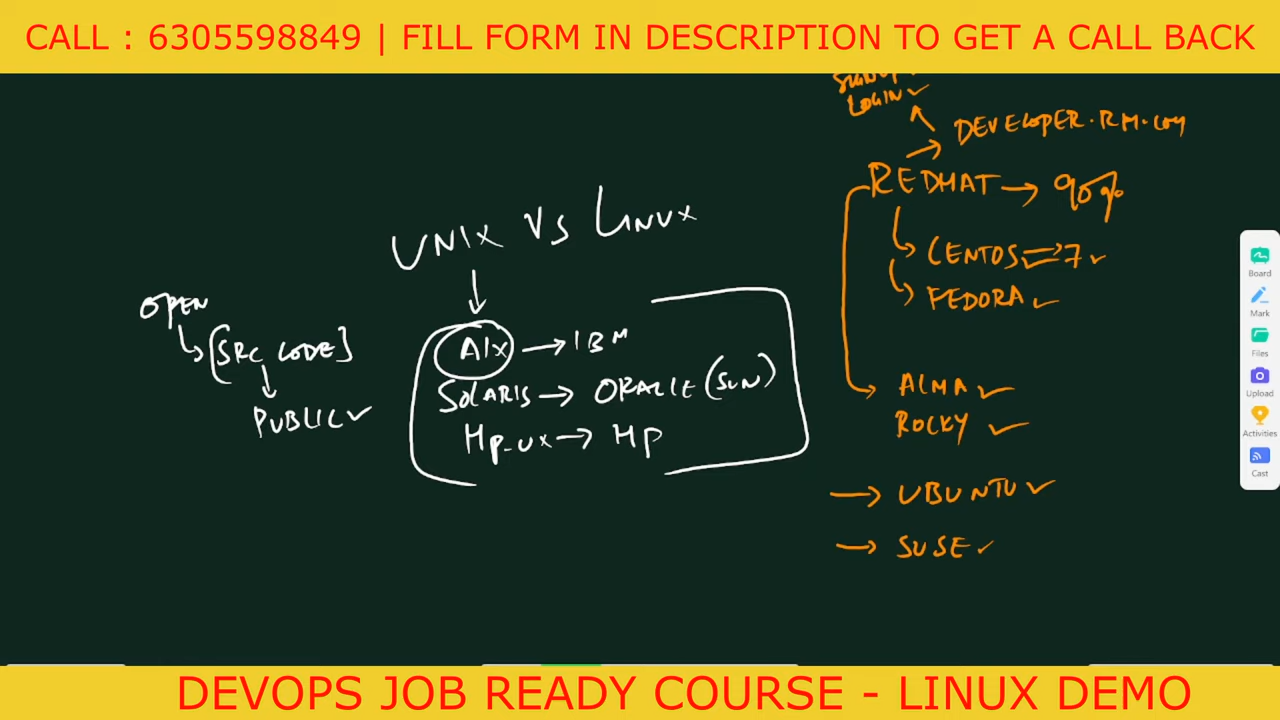 CALL : 6305598849 | FILL FORM IN DESCRIPTION TO GET A CALL BACK
LOGIN ✓
DEVELOPER.RH.COM
REDHAT → 90%
UNIX VS LINUX
CENTOS ⇒ 7 ✓
FEDORA ✓
OPEN
[SRC CODE]
PUBLIC ✓
AIX → IBM
SOLARIS → ORACLE (SUN)
HP-UX → HP
ALMA ✓
ROCKY ✓
→ UBUNTU ✓
→ SUSE ✓
Board
Mark
Files
Upload
Activities
Cast
DEVOPS JOB READY COURSE - LINUX DEMO